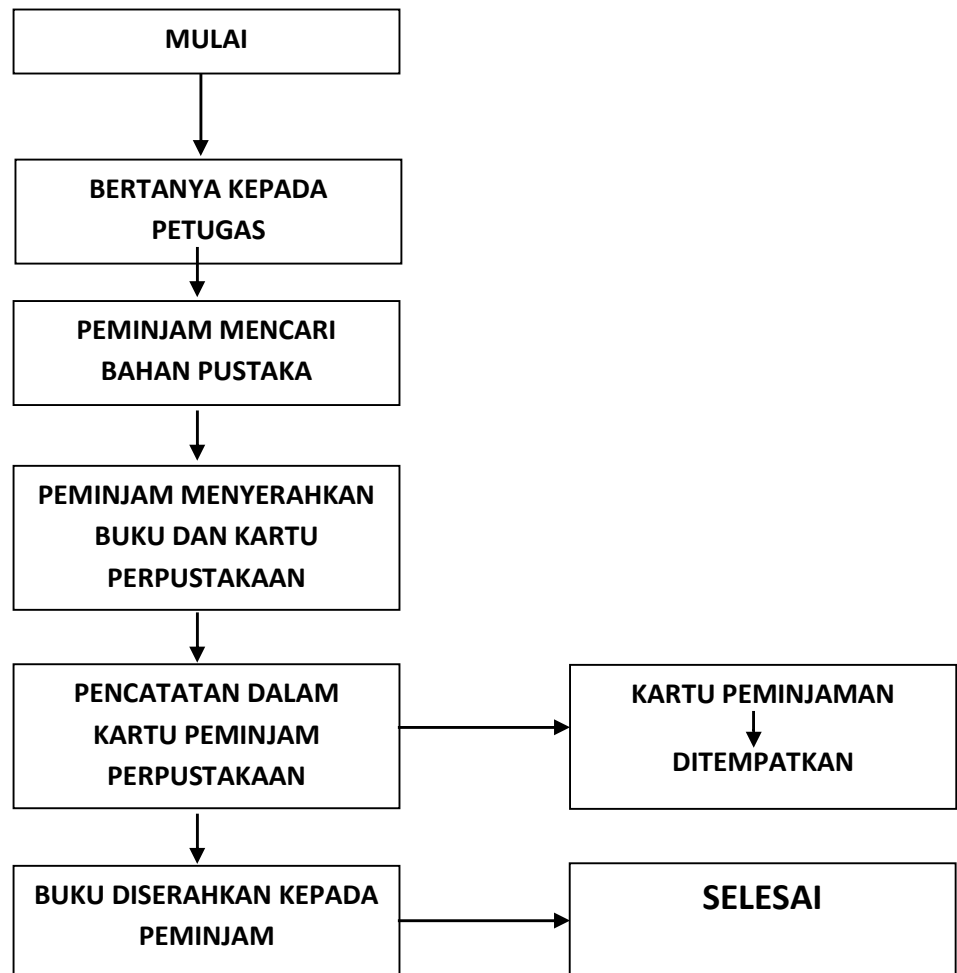 MULAI
BERTANYA KEPADA
PETUGAS
PEMINJAM MENCARI
BAHAN PUSTAKA
PEMINJAM MENYERAHKAN
BUKU DAN KARTU
PERPUSTAKAAN
PENCATATAN DALAM
KARTU PEMINJAM
PERPUSTAKAAN
KARTU PEMINJAMAN
DITEMPATKAN
BUKU DISERAHKAN KEPADA
PEMINJAM
SELESAI